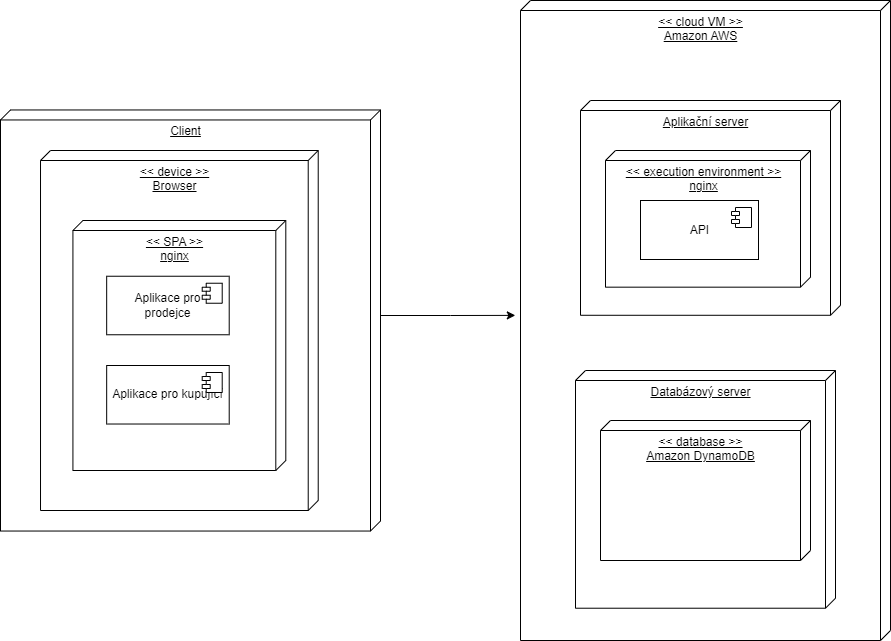 << cloud VM >>
Amazon AWS
Client
<< device >>
Browser
<< SPA >>
nginx
Aplikace pro
prodejce
Aplikace pro kupující
Aplikační server
<< execution environment >>
nginx
API
Databázový server
<< database >>
Amazon DynamoDB